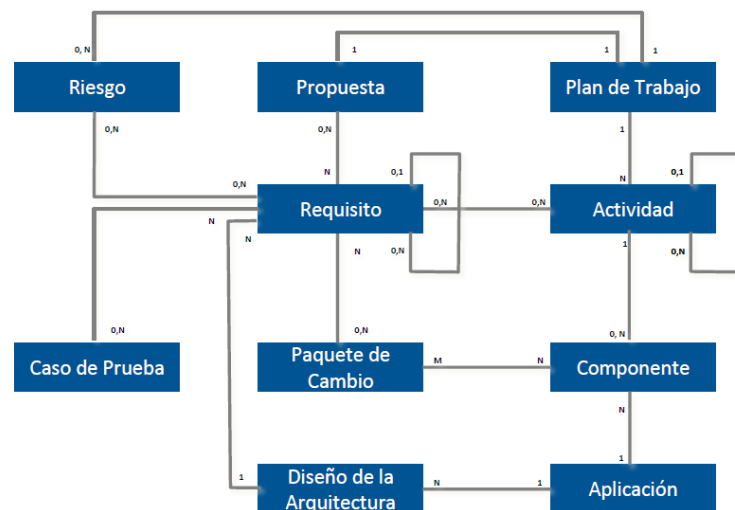 0, N
1
1
1
Riesgo
Propuesta
Plan de Trabajo
0,N
0,N
1
0,N
N
0,1
N
0,1
Requisito
0,N
0,N
Actividad
N
N
N
0,N
1
0,N
0,N
0,N
0, N
Caso de Prueba
Paquete de
Cambio
M
N
Componente
N
1
1
Diseño de la
Arquitectura
N
1
Aplicación